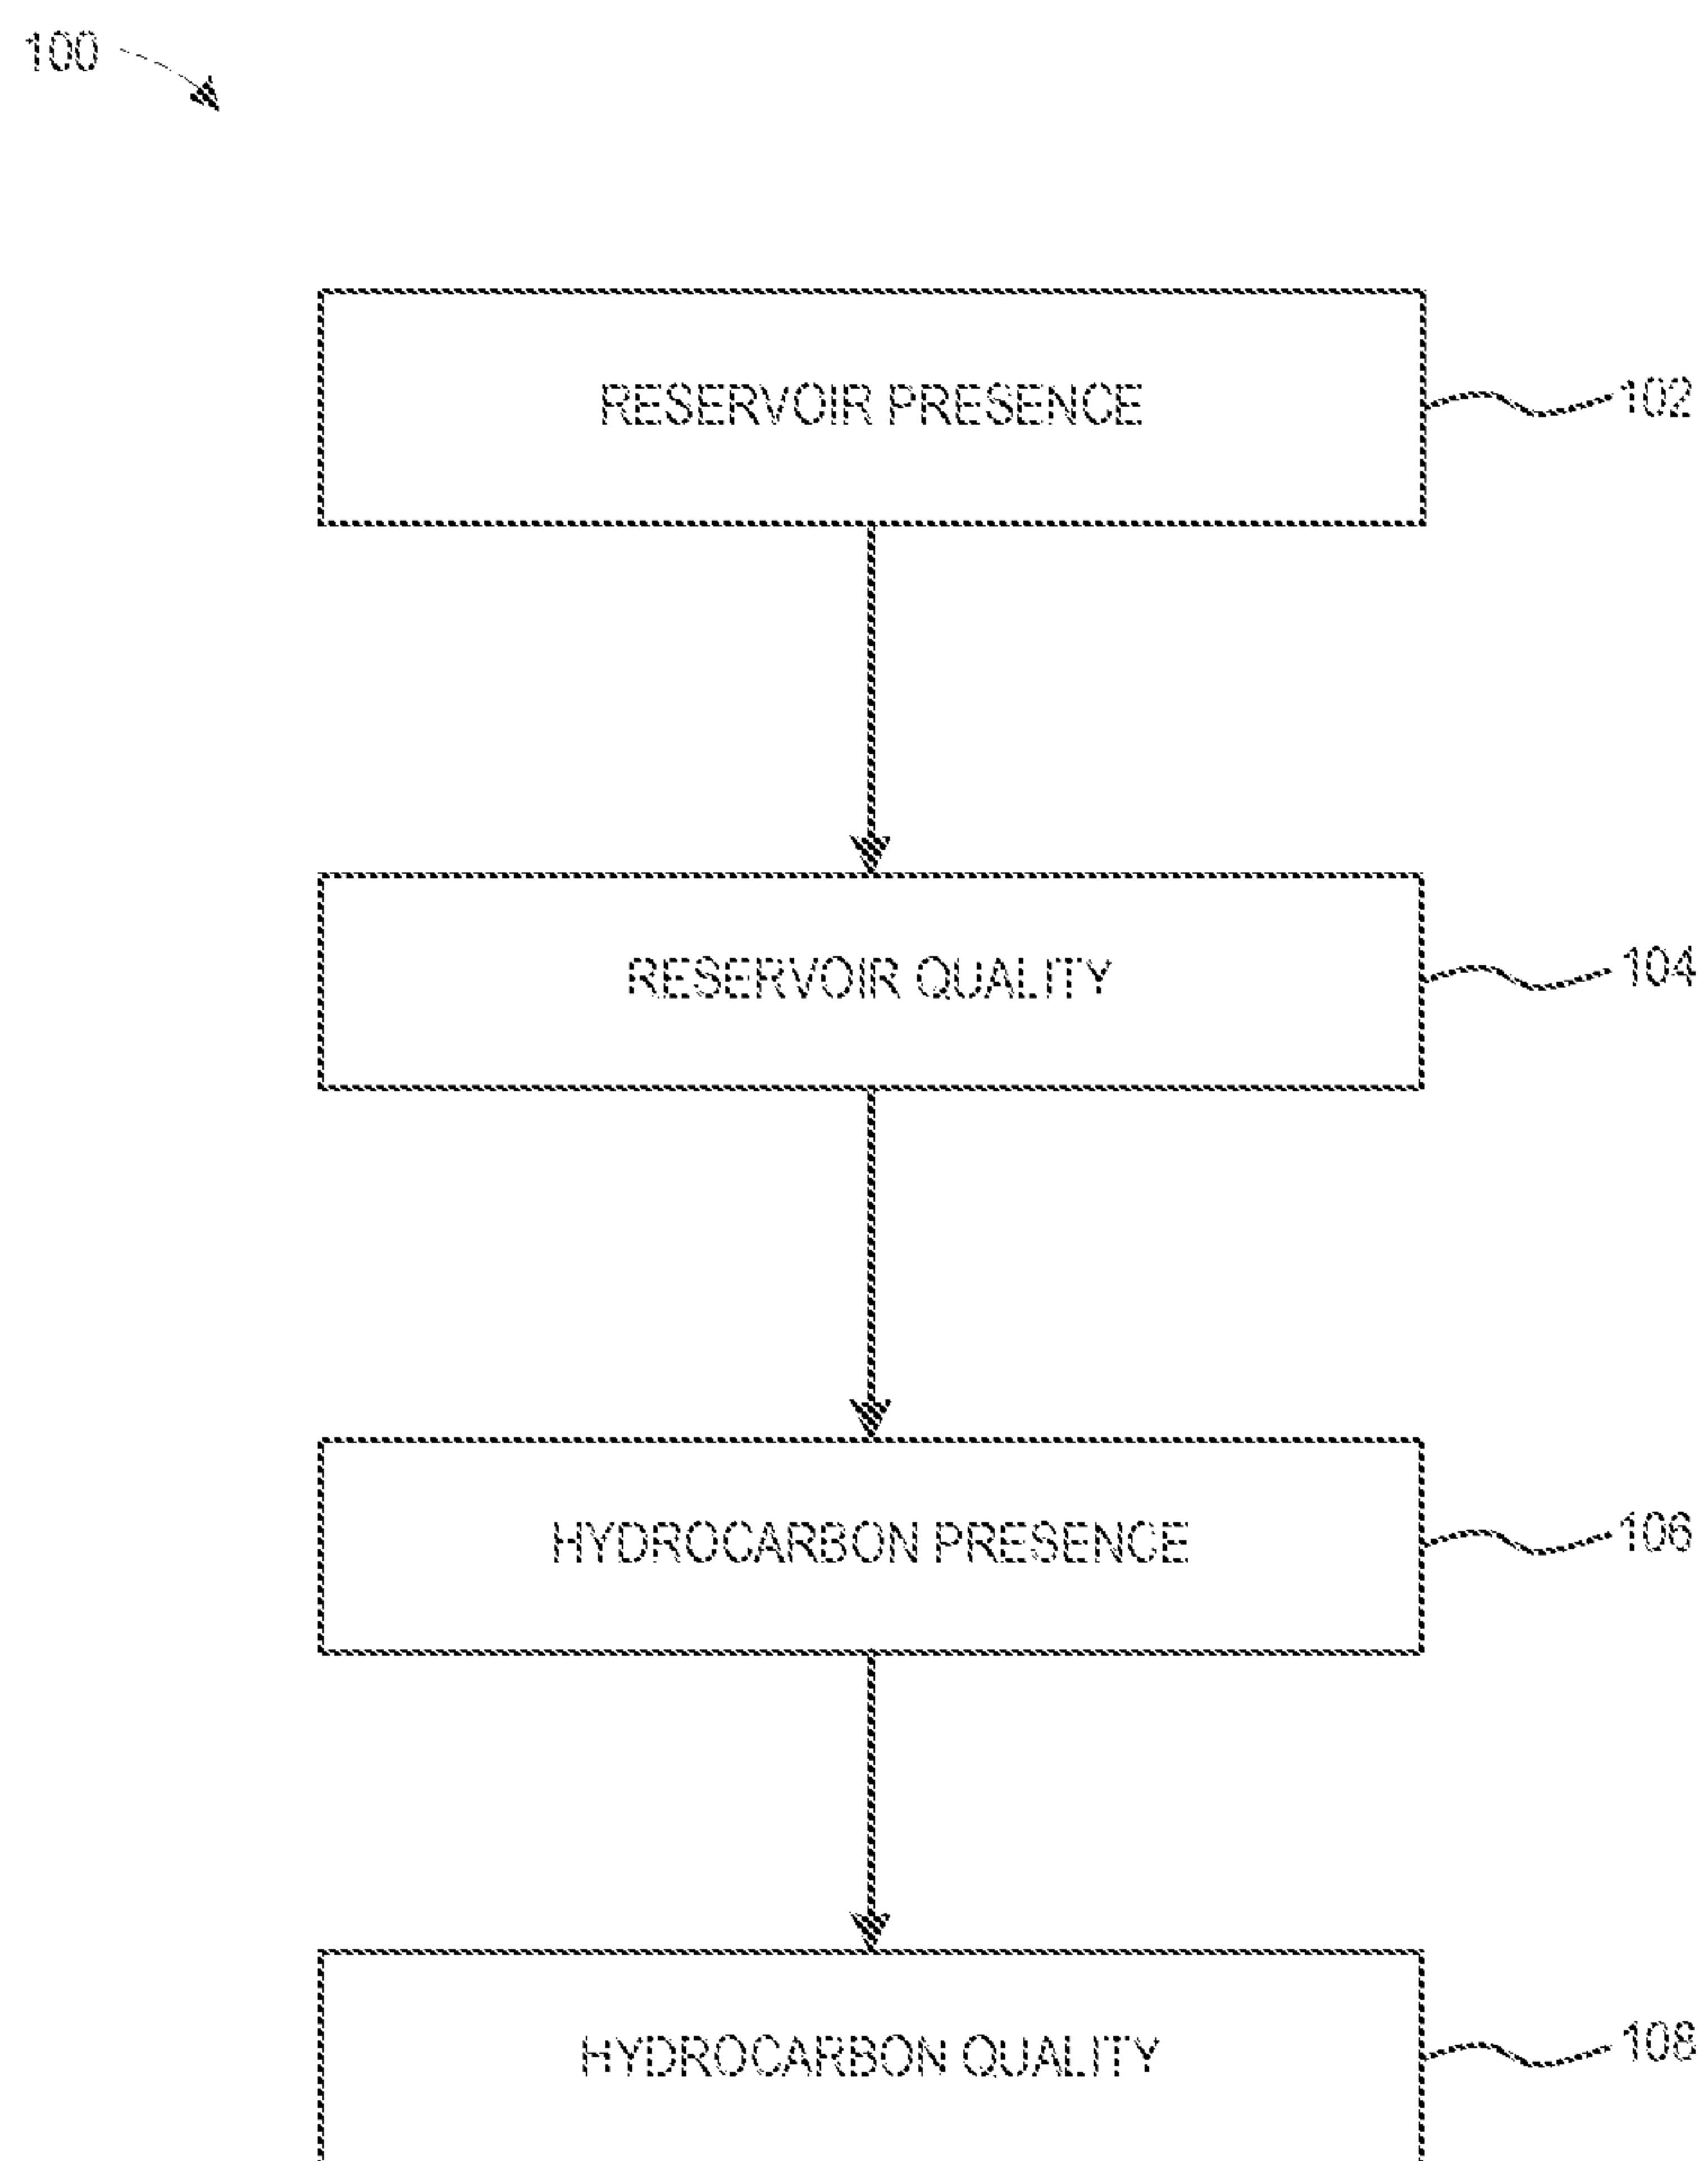 100
RESERVOIR PRESENCE
102
RESERVOIR QUALITY
104
HYDROCARBON PRESENCE
106
HYDROCARBON QUALITY
108